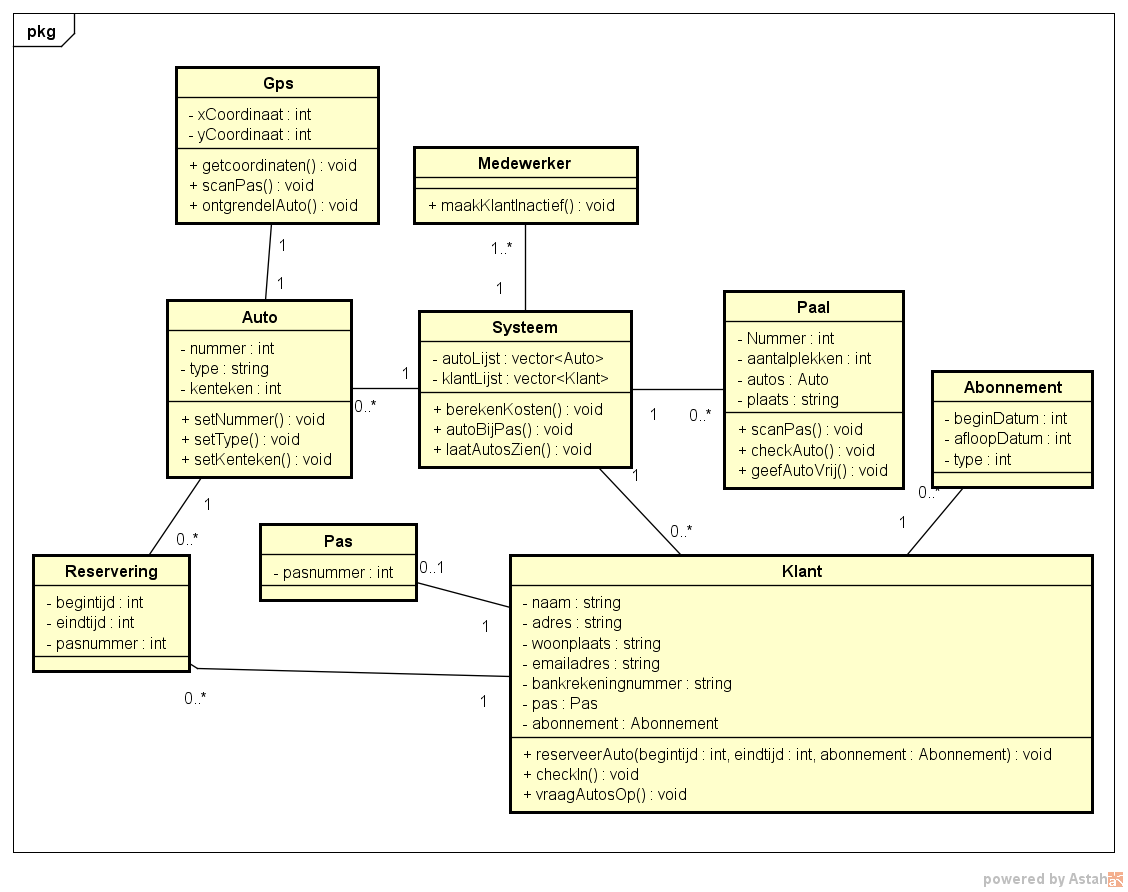 pkg
Gps
- xCoordinaat : int
- yCoordinaat : int
+ getcoordinaten() : void
+ scanPas() : void
+ ontgrendelAuto() : void
1
1
Medewerker
+ maakKlantInactief() : void
1..*
1
Auto
- nummer : int
- type : string
- kenteken : int
+ setNummer() : void
+ setType() : void
+ setKenteken() : void
1
0..*
Systeem
- autoLijst : vector<Auto>
- klantLijst : vector<Klant>
+ berekenKosten() : void
+ autoBijPas() : void
+ laatAutosZien() : void
1
0..*
Paal
- Nummer : int
- aantalplekken : int
- autos : Auto
- plaats : string
+ scanPas() : void
+ checkAuto() : void
+ geefAutoVrij() : void
Abonnement
- beginDatum : int
- afloopDatum : int
- type : int
0..*
1
1
0..*
1
0..*
Reservering
- begintijd : int
- eindtijd : int
- pasnummer : int
Pas
- pasnummer : int
0..1
1
0..*
1
Klant
- naam : string
- adres : string
- woonplaats : string
- emailadres : string
- bankrekeningnummer : string
- pas : Pas
- abonnement : Abonnement
+ reserveerAuto(begintijd : int, eindtijd : int, abonnement : Abonnement) : void
+ checkIn() : void
+ vraagAutosOp() : void
powered by Astah